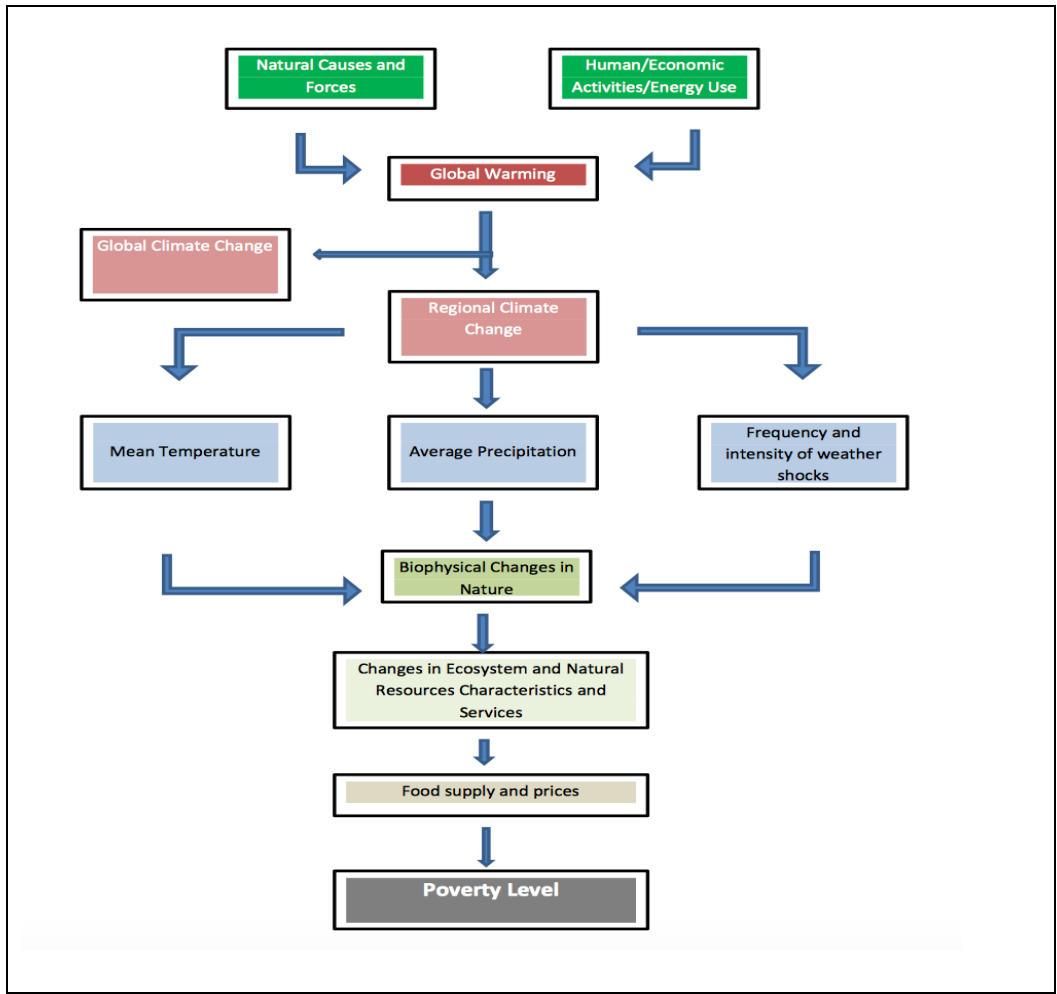 Natural Causes and
Forces
Human/Economic
Activities/Energy Use
Global Warming
Global Climate Change
Regional Climate
Change
Mean Temperature
Average Precipitation
Frequency and
intensity of weather
shocks
Biophysical Changes in
Nature
Changes in Ecosystem and Natural
Resources Characteristics and
Services
Food supply and prices
Poverty Level